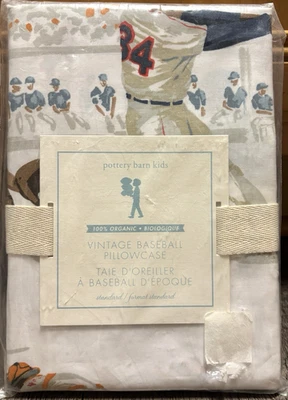 34
pottery barn kids
100% ORGANIC • BIOLOGIQUE
VINTAGE BASEBALL
PILLOWCASE
TAIE D'OREILLER
À BASEBALL D'ÉPOQUE
standard / format standard